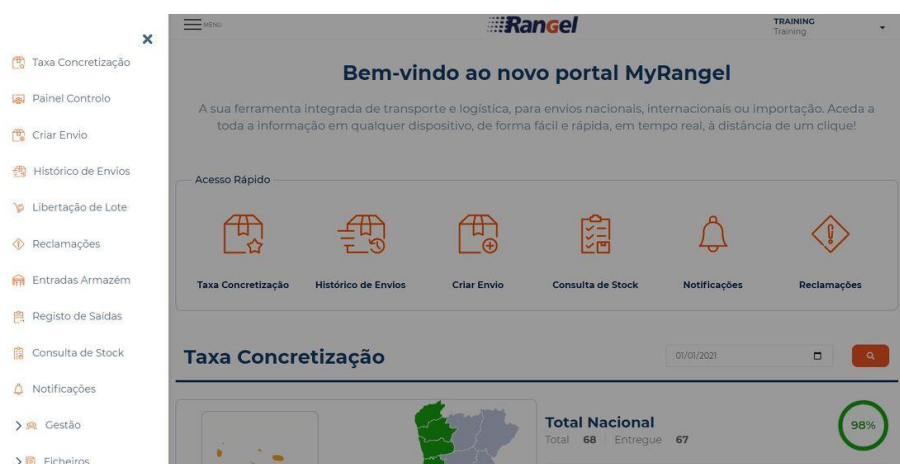 Taxa Concretização
Painel Controlo
Criar Envio
Histórico de Envios
Libertação de Lote
Reclamações
Entradas Armazém
Registo de Saídas
Consulta de Stock
Notificações
Gestão
Ficheiros
MENU
Rangel
TRAINING
Training
Bem-vindo ao novo portal MyRangel
A sua ferramenta integrada de transporte e logística, para envios nacionais, internacionais ou importação. Aceda a
toda a informação em qualquer dispositivo, de forma fácil e rápida, em tempo real, à distância de um clique!
Acesso Rápido
Taxa Concretização
Histórico de Envios
Criar Envio
Consulta de Stock
Notificações
Reclamações
Taxa Concretização
01/01/2021
Total Nacional
Total 68 Entregue 67
98%